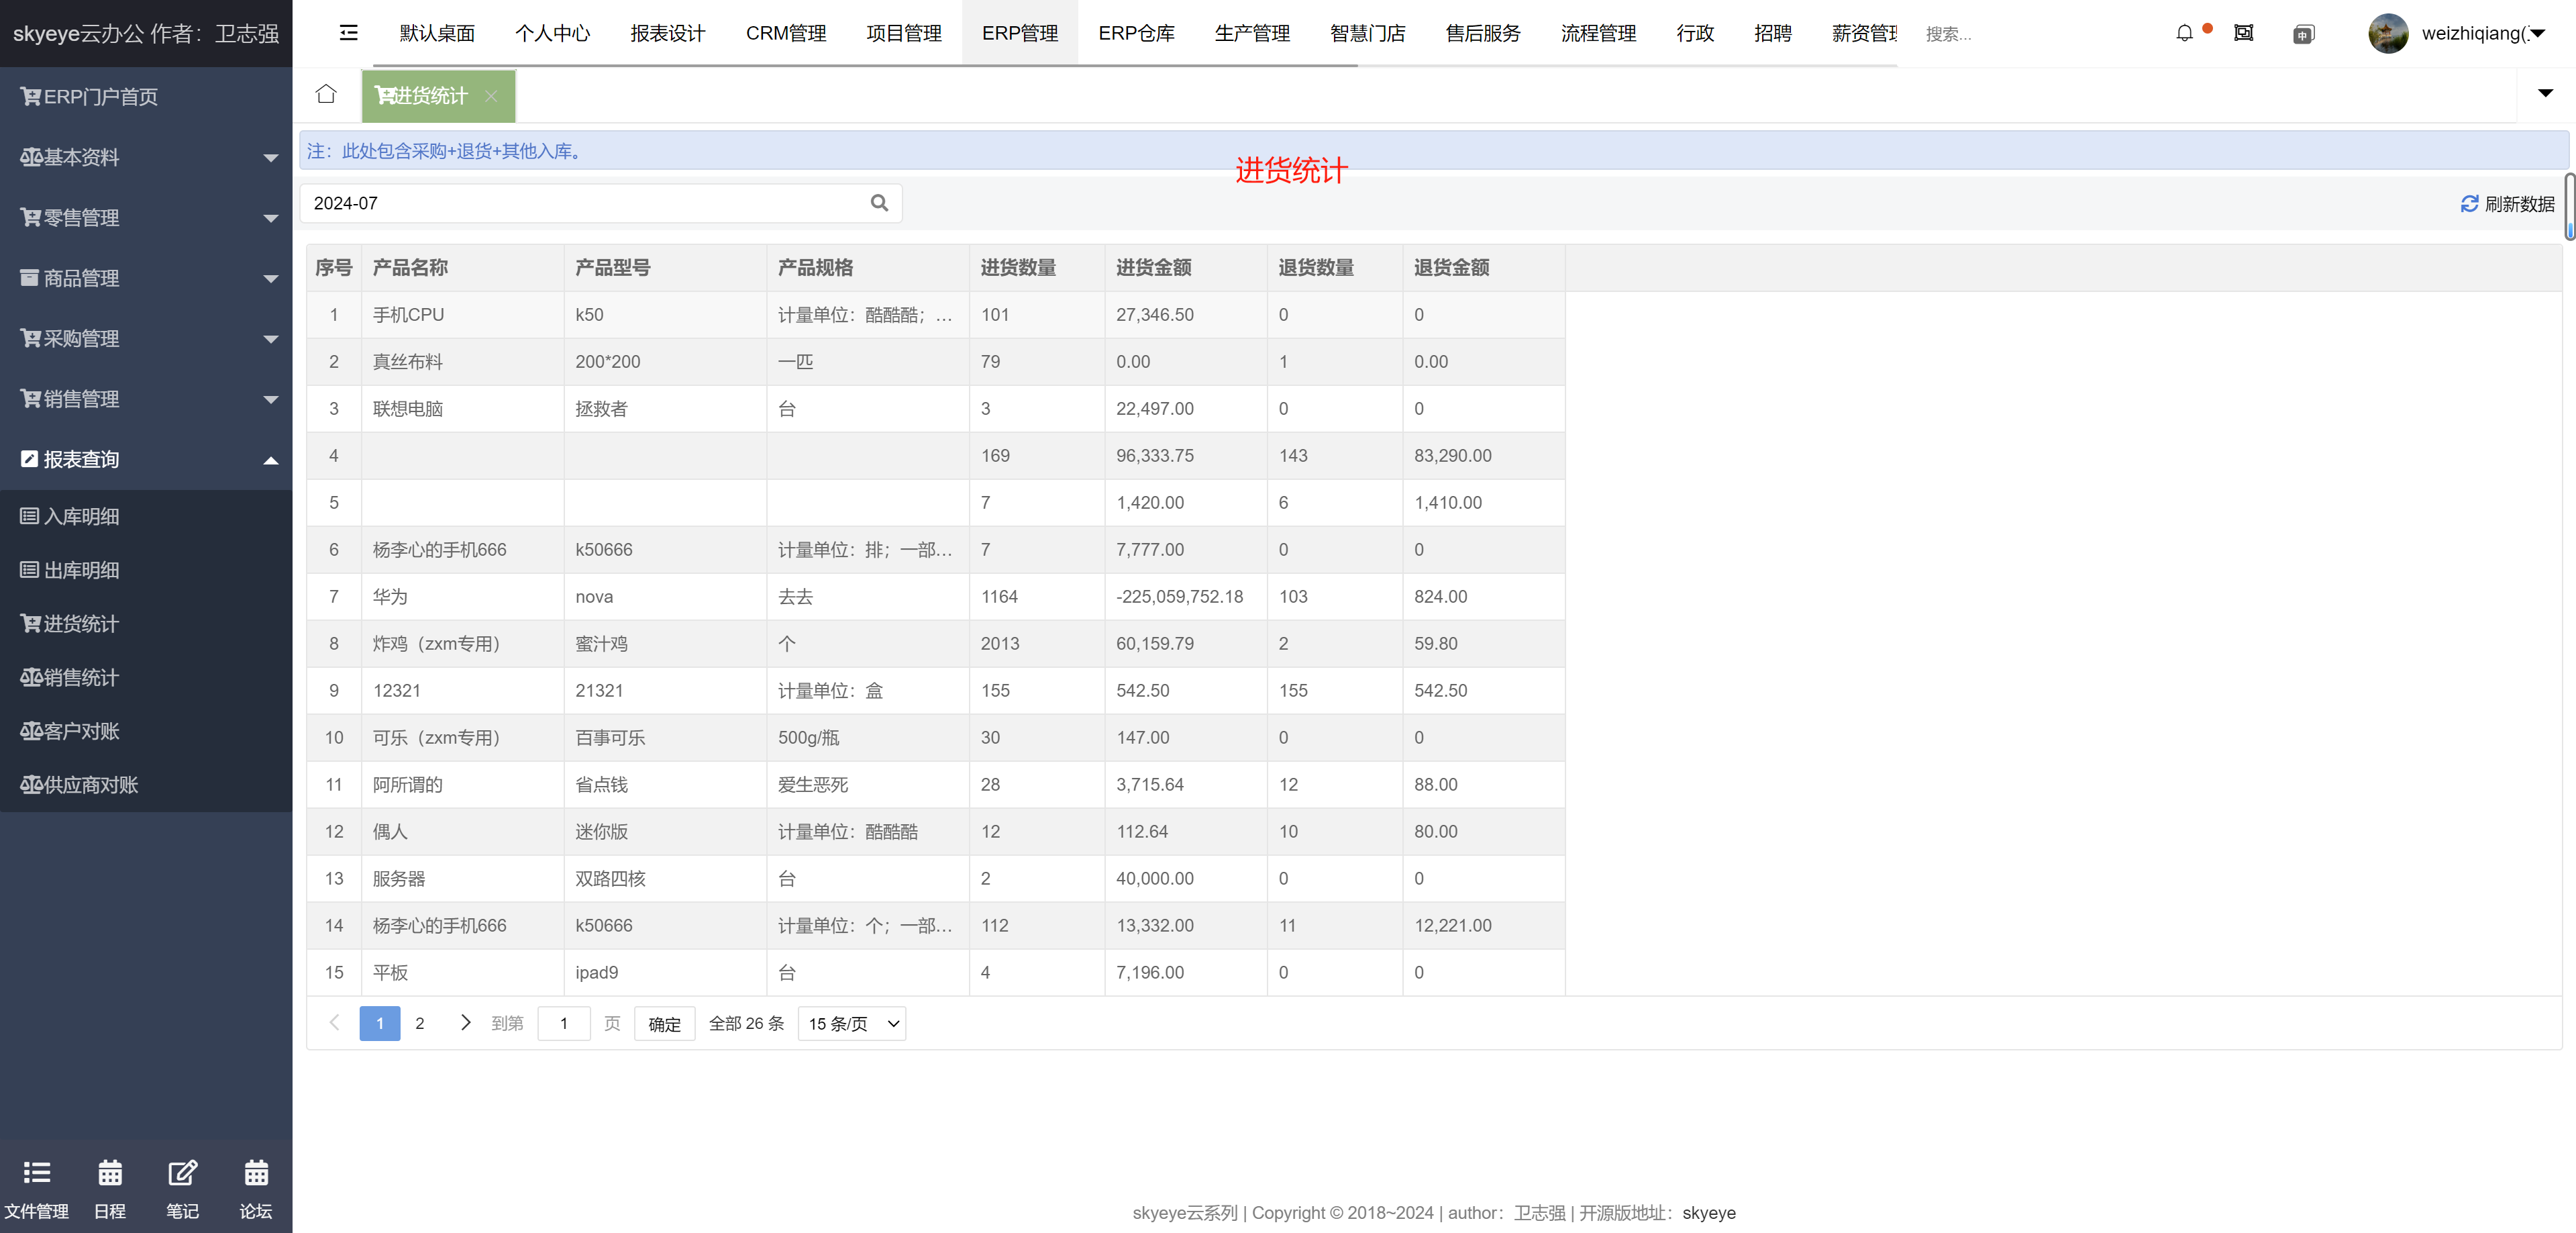 skyeye云办公 作者：卫志强
默认桌面 个人中心 报表设计 CRM管理 项目管理 ERP管理 ERP仓库 生产管理 智慧门店 售后服务 流程管理 行政 招聘 薪资管理 搜索... 中 weizhiqiang(
ERP门户首页
基本资料
零售管理
商品管理
采购管理
销售管理
报表查询
入库明细
出库明细
进货统计
销售统计
客户对账
供应商对账
文件管理 日程 笔记 论坛
进货统计
注：此处包含采购+退货+其他入库。
进货统计
2024-07
刷新数据
序号 产品名称 产品型号 产品规格 进货数量 进货金额 退货数量 退货金额
1 手机CPU k50 计量单位：酷酷酷；... 101 27,346.50 0 0
2 真丝布料 200*200 一匹 79 0.00 1 0.00
3 联想电脑 拯救者 台 3 22,497.00 0 0
4 169 96,333.75 143 83,290.00
5 7 1,420.00 6 1,410.00
6 杨李心的手机666 k50666 计量单位：排；一部... 7 7,777.00 0 0
7 华为 nova 去去 1164 -225,059,752.18 103 824.00
8 炸鸡（zxm专用） 蜜汁鸡 个 2013 60,159.79 2 59.80
9 12321 21321 计量单位：盒 155 542.50 155 542.50
10 可乐（zxm专用） 百事可乐 500g/瓶 30 147.00 0 0
11 阿所谓的 省点钱 爱生恶死 28 3,715.64 12 88.00
12 偶人 迷你版 计量单位：酷酷酷 12 112.64 10 80.00
13 服务器 双路四核 台 2 40,000.00 0 0
14 杨李心的手机666 k50666 计量单位：个；一部... 112 13,332.00 11 12,221.00
15 平板 ipad9 台 4 7,196.00 0 0
1 2 到第 1 页 确定 全部 26 条 15 条/页
skyeye云系列 | Copyright © 2018~2024 | author：卫志强 | 开源版地址：skyeye